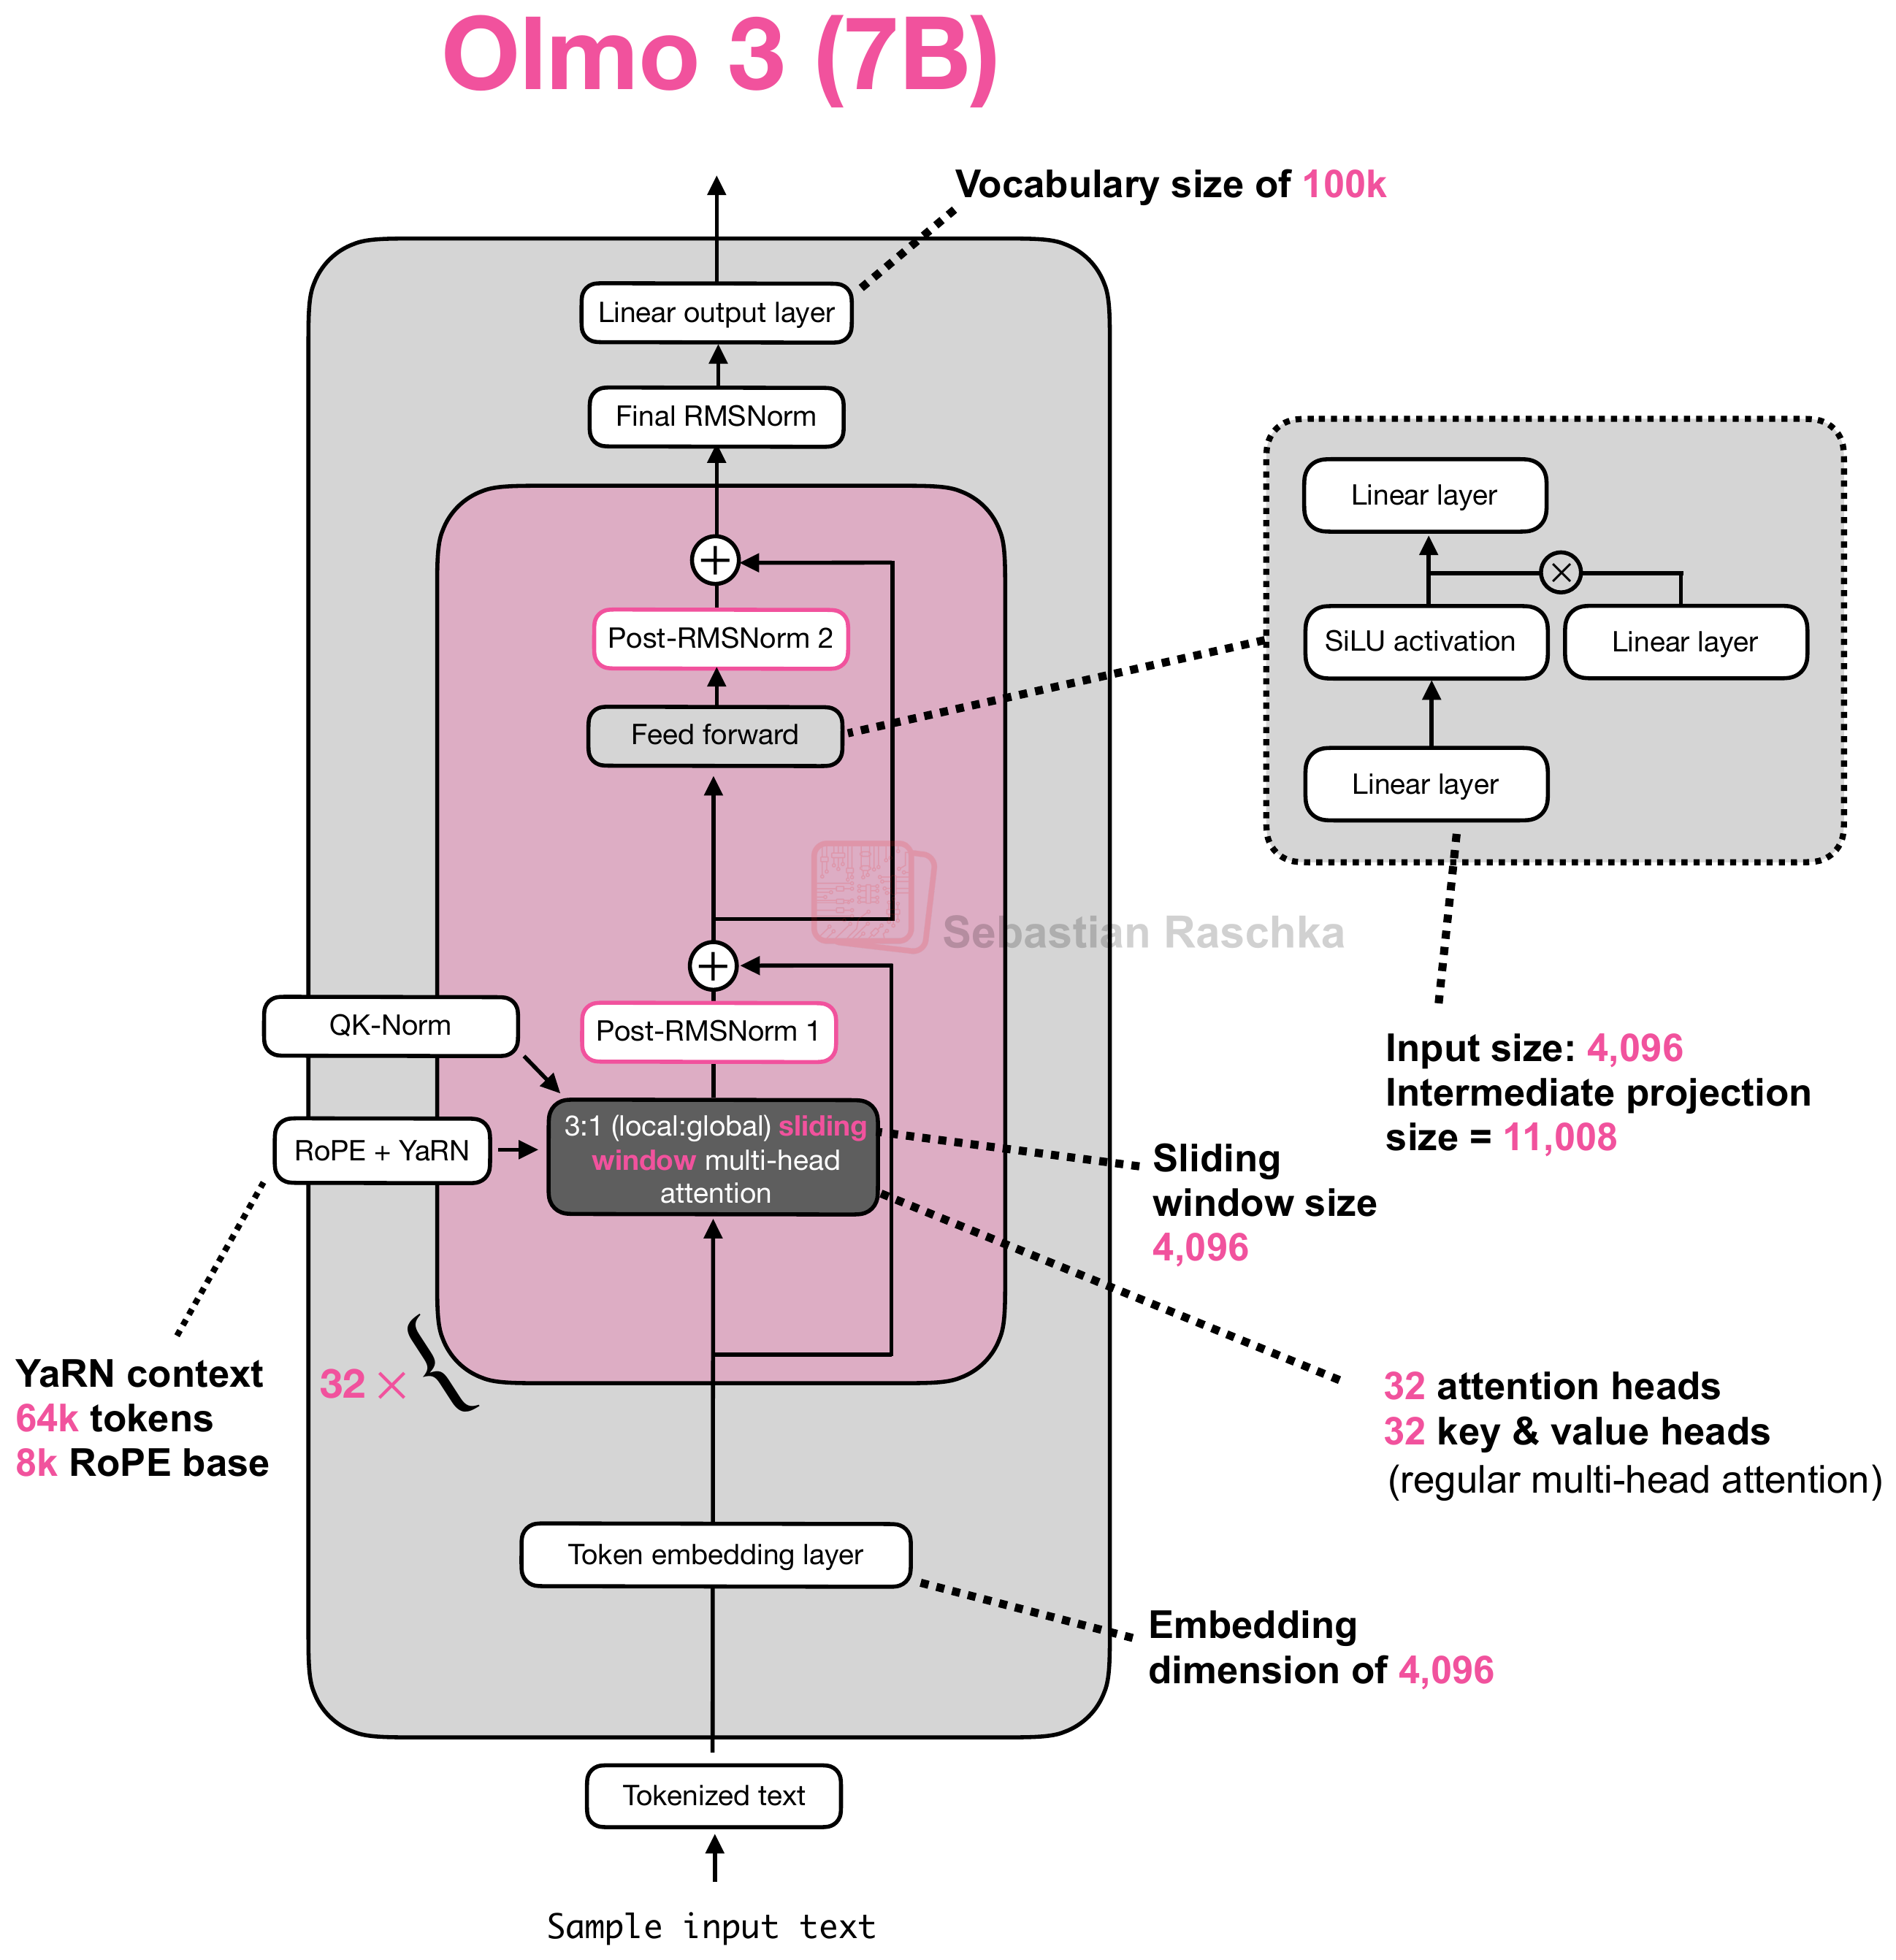 Olmo 3 (7B)
Vocabulary size of 100k
Linear output layer
Final RMSNorm
Post-RMSNorm 2
Feed forward
Linear layer
SiLU activation
Linear layer
Linear layer
Sebastian Raschka
QK-Norm
Post-RMSNorm 1
RoPE + YaRN
3:1 (local:global) sliding
window multi-head
attention
Input size: 4,096
Intermediate projection
size = 11,008
Sliding
window size
4,096
YaRN context
64k tokens
8k RoPE base
32 ×
32 attention heads
32 key & value heads
(regular multi-head attention)
Token embedding layer
Embedding
dimension of 4,096
Tokenized text
Sample input text